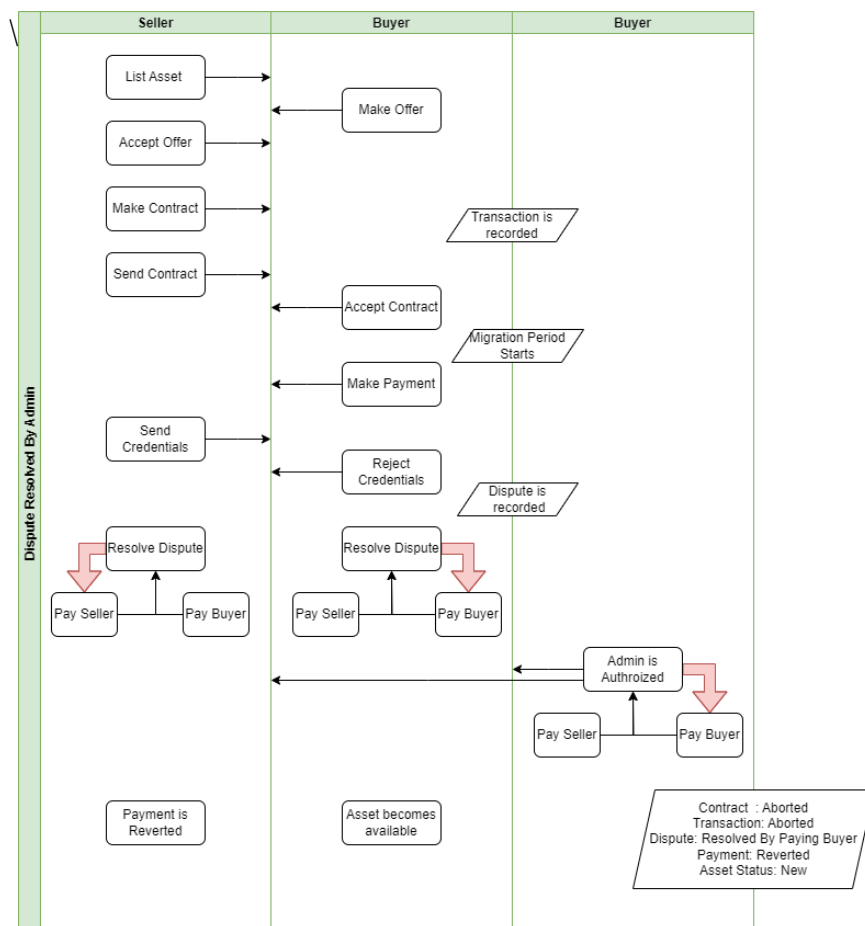 Seller
Buyer
Buyer
\
List Asset
Make Offer
Accept Offer
Make Contract
Transaction is
recorded
Send Contract
Accept Contract
Migration Period
Starts
Make Payment
Send
Credentials
Reject
Credentials
Dispute is
recorded
Dispute Resolved By Admin
Resolve Dispute
Resolve Dispute
Pay Seller
Pay Buyer
Pay Seller
Pay Buyer
Admin is
Authroized
Pay Seller
Pay Buyer
Payment is
Reverted
Asset becomes
available
Contract : Aborted
Transaction: Aborted
Dispute: Resolved By Paying Buyer
Payment: Reverted
Asset Status: New